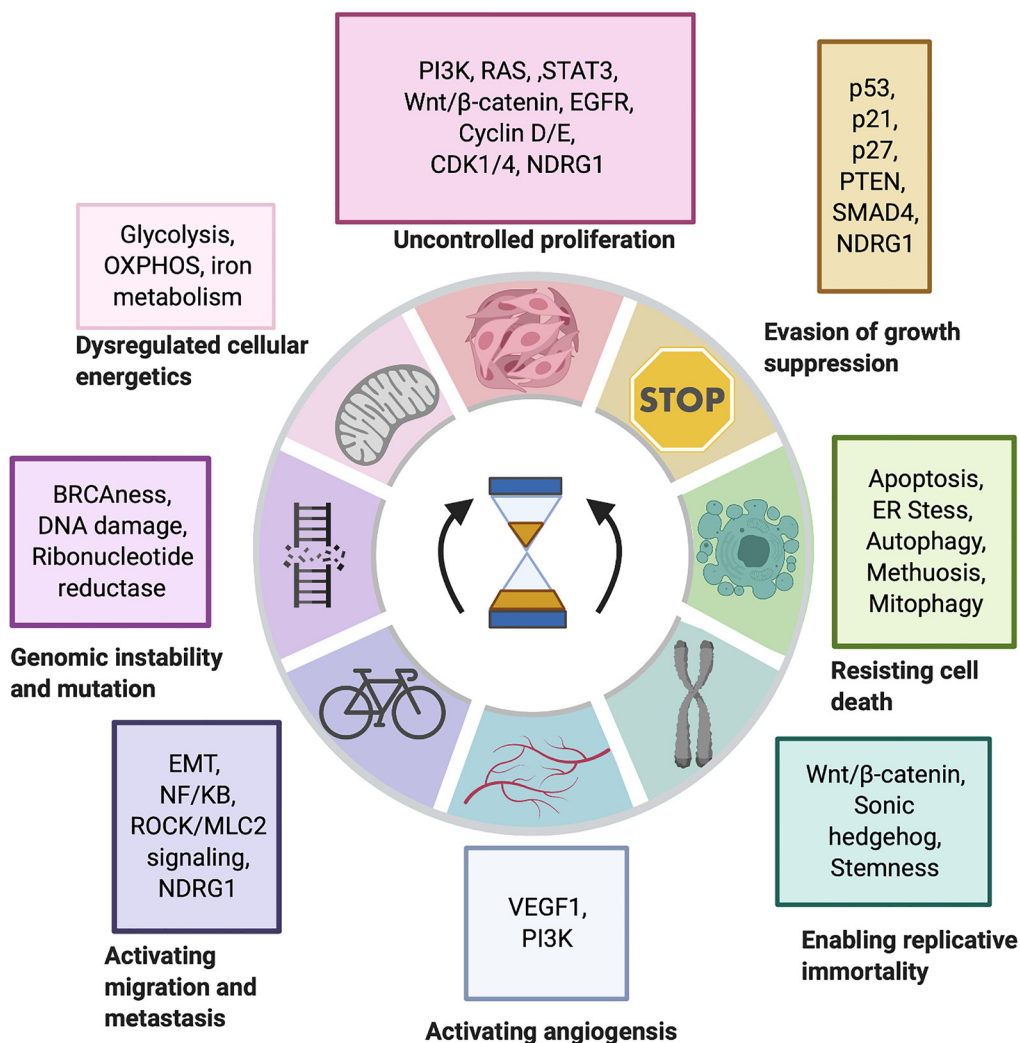 PI3K, RAS, ,STAT3,
Wnt/β-catenin, EGFR,
Cyclin D/E,
CDK1/4, NDRG1
Uncontrolled proliferation
p53,
p21,
p27,
PTEN,
SMAD4,
NDRG1
Evasion of growth
suppression
STOP
Apoptosis,
ER Stess,
Autophagy,
Methuosis,
Mitophagy
Resisting cell
death
Wnt/β-catenin,
Sonic
hedgehog,
Stemness
Enabling replicative
immortality
VEGF1,
PI3K
Activating angiogensis
EMT,
NF/KB,
ROCK/MLC2
signaling,
NDRG1
Activating
migration and
metastasis
BRCAness,
DNA damage,
Ribonucleotide
reductase
Genomic instability
and mutation
Glycolysis,
OXPHOS, iron
metabolism
Dysregulated cellular
energetics